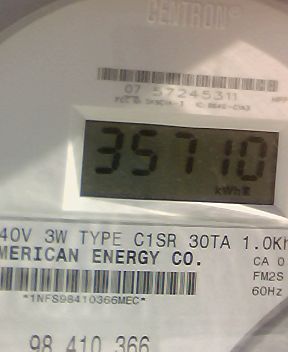 CENTRON®
07 57245311
35710
kWh
40V 3W TYPE C1SR 30TA 1.0Kh
MERICAN ENERGY CO.
CA 0
FM2S
60Hz
*1NFS98410366MEC*
98 410 366